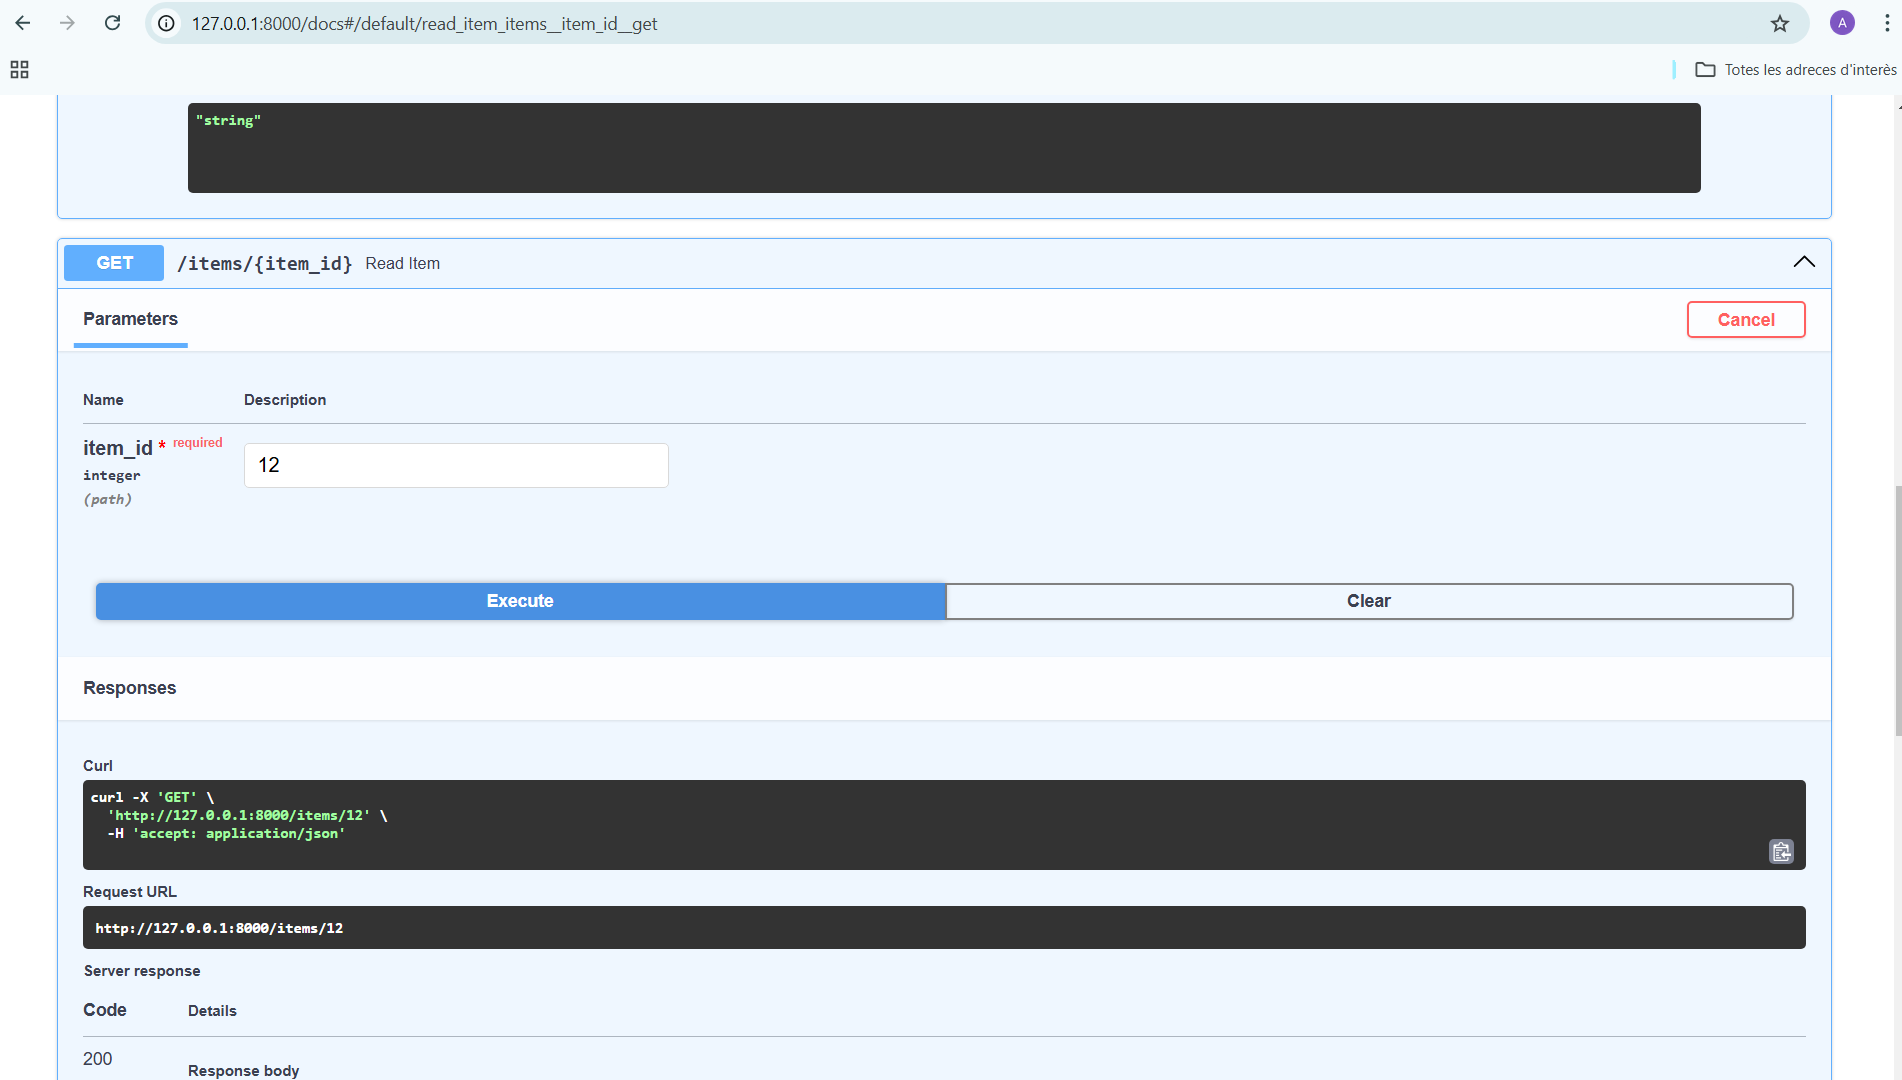 127.0.0.1:8000/docs#/default/read_item_items__item_id__get
A
Totes les adreces d'interès
"string"
GET /items/{item_id} Read Item
Parameters
Cancel
Name Description
item_id * required
integer
(path)
12
Execute
Clear
Responses
Curl
curl -X 'GET' \
'http://127.0.0.1:8000/items/12' \
-H 'accept: application/json'
Request URL
http://127.0.0.1:8000/items/12
Server response
Code Details
200
Response body